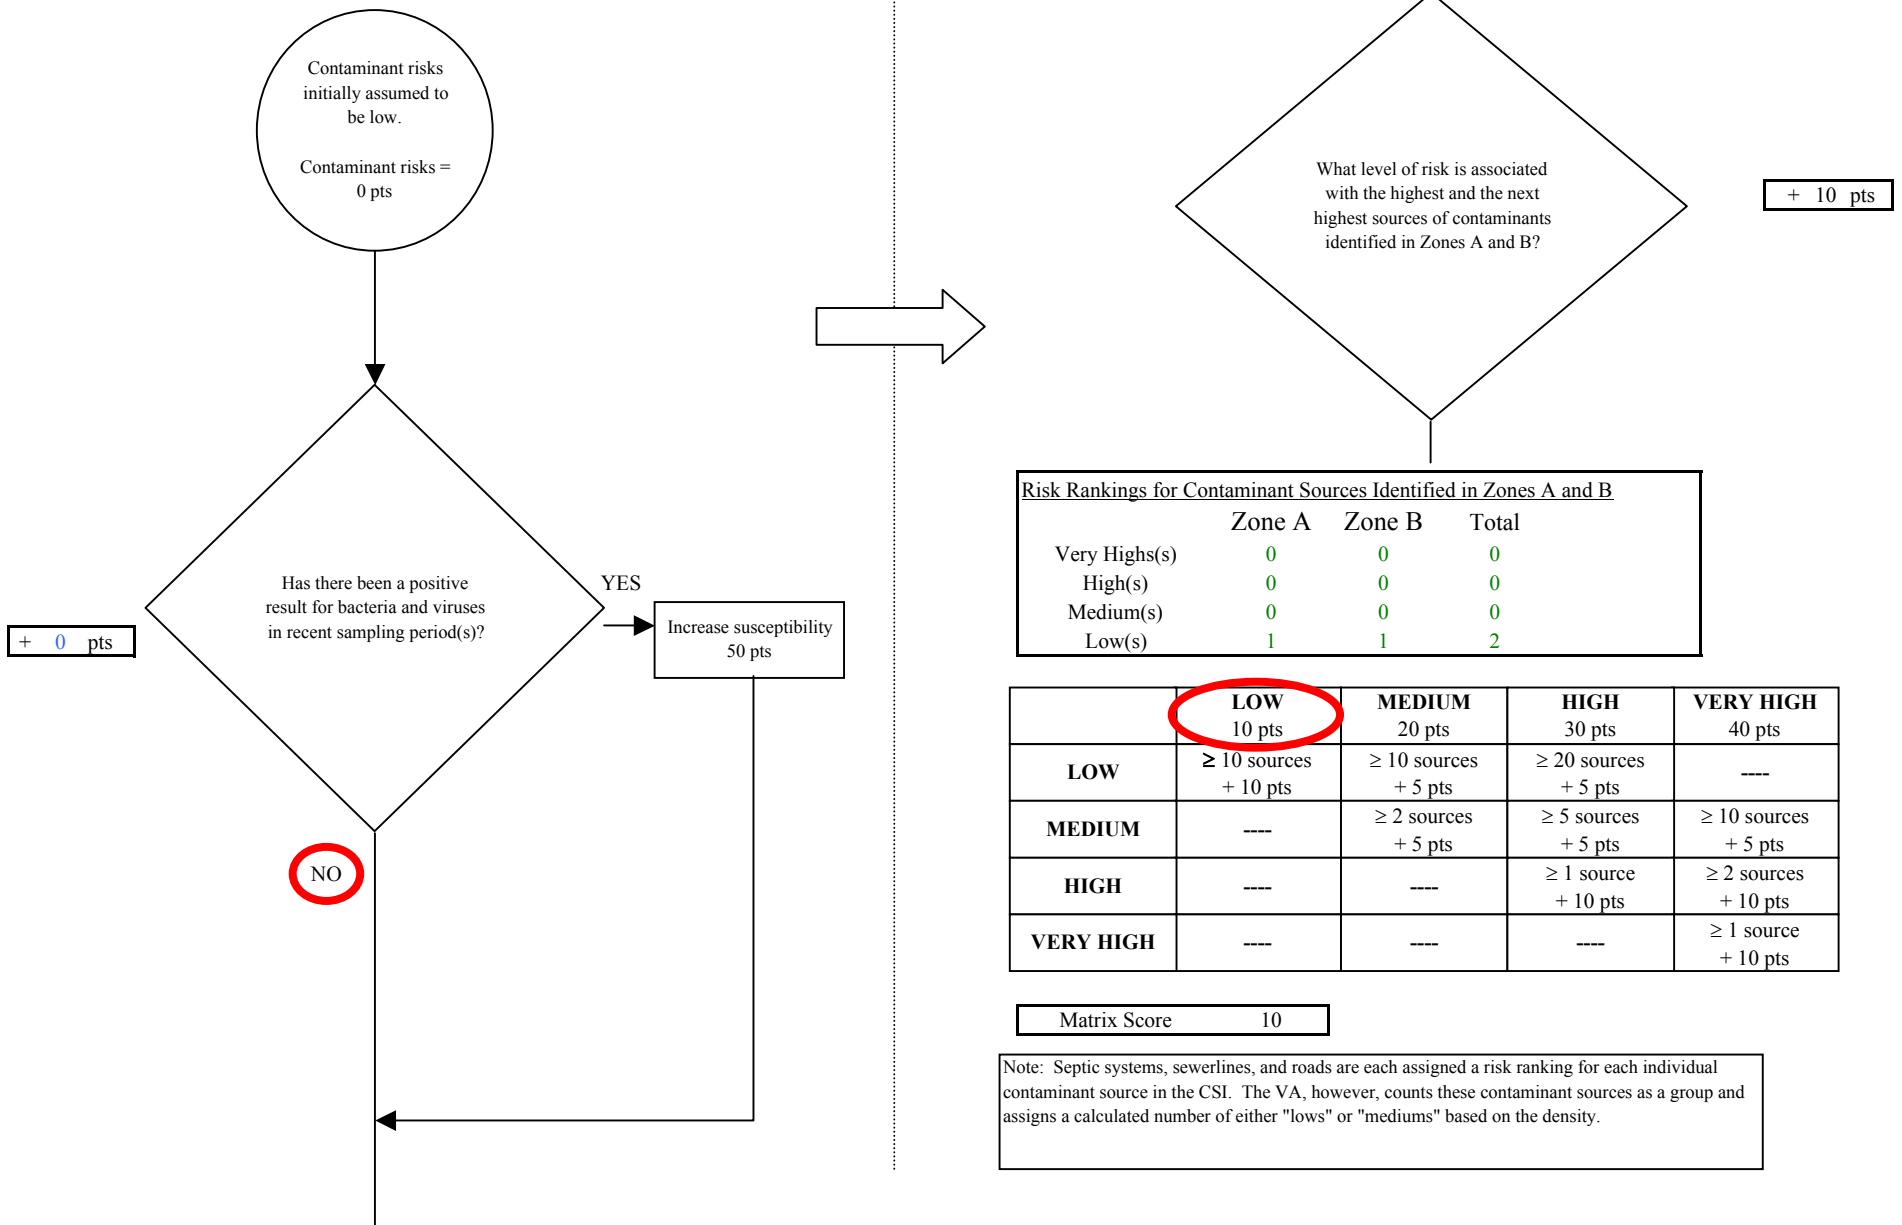 Contaminant risks
initially assumed to
be low.
Contaminant risks =
0 pts
Has there been a positive
result for bacteria and viruses
in recent sampling period(s)?
+ 0 pts
YES
Increase susceptibility
50 pts
NO
What level of risk is associated
with the highest and the next
highest sources of contaminants
identified in Zones A and B?
+ 10 pts
Risk Rankings for Contaminant Sources Identified in Zones A and B
Zone A Zone B Total
Very Highs(s) 0 0 0
High(s) 0 0 0
Medium(s) 0 0 0
Low(s) 1 1 2
LOW MEDIUM HIGH VERY HIGH
10 pts 20 pts 30 pts 40 pts
LOW ≥ 10 sources ≥ 10 sources ≥ 20 sources ----
+ 10 pts + 5 pts + 5 pts
MEDIUM ---- ≥ 2 sources ≥ 5 sources ≥ 10 sources
+ 5 pts + 5 pts + 5 pts
HIGH ---- ---- ≥ 1 source ≥ 2 sources
+ 10 pts + 10 pts
VERY HIGH ---- ---- ---- ≥ 1 source
+ 10 pts
Matrix Score 10
Note: Septic systems, sewerlines, and roads are each assigned a risk ranking for each individual
contaminant source in the CSI. The VA, however, counts these contaminant sources as a group and
assigns a calculated number of either "lows" or "mediums" based on the density.